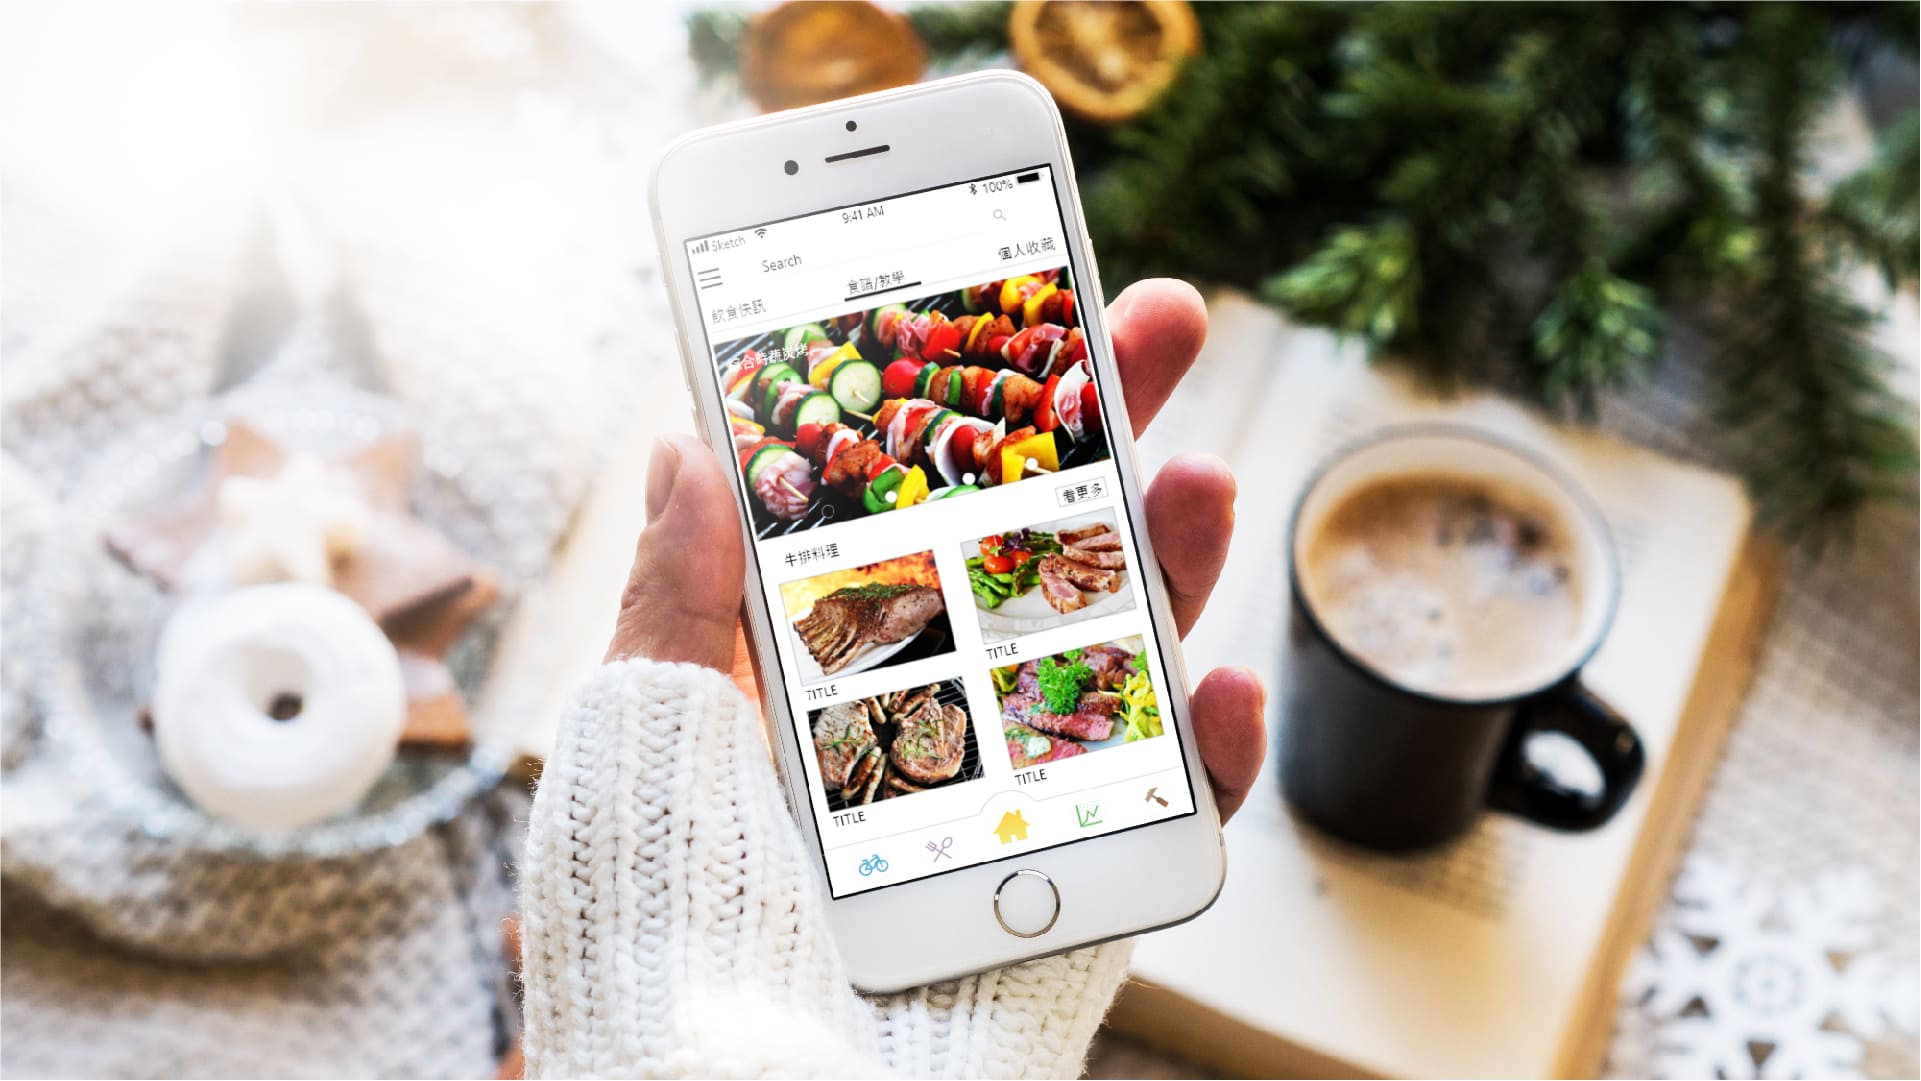 Sketch
9:41 AM
100%
Search
飲食快訊
食譜/教學
個人收藏
綜合時蔬炭烤
看更多
牛排料理
TITLE
TITLE
TITLE
TITLE